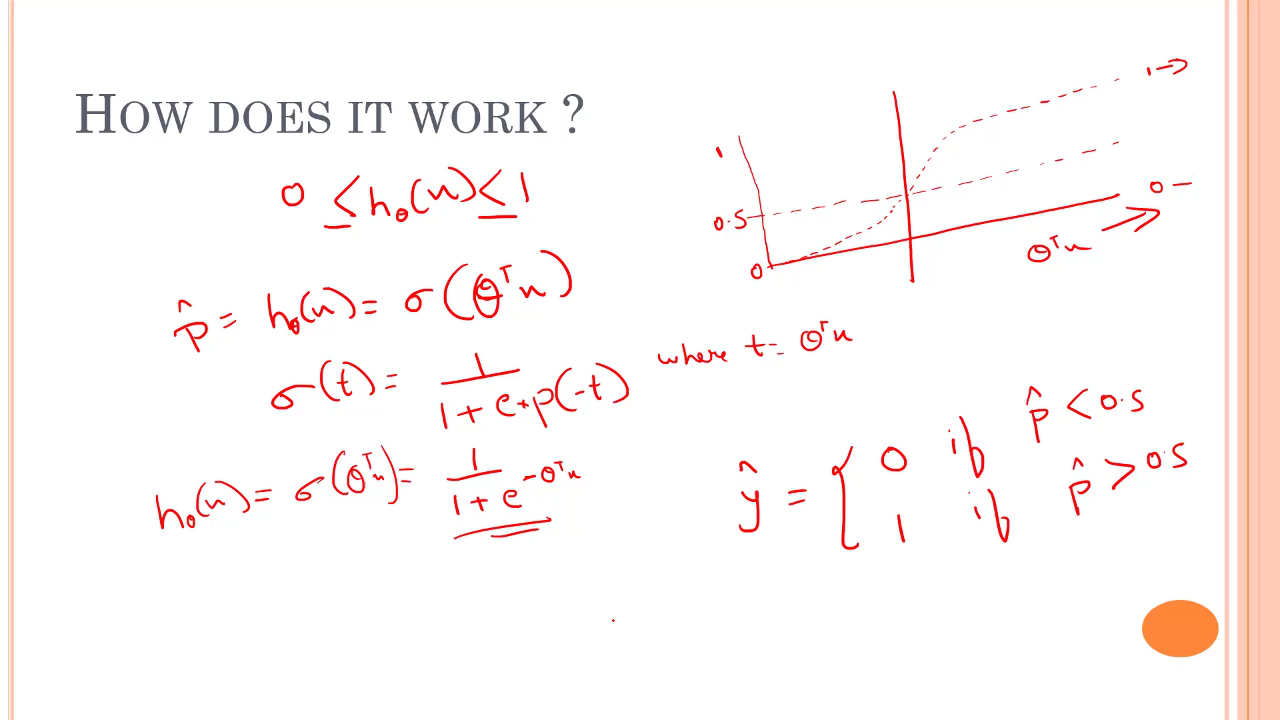 HOW DOES IT WORK ?
0 ≤ hθ(x) ≤ 1
p̂ = hθ(x) = σ(θᵀx)
σ(t) = 1 / 1 + exp(-t) where t = θᵀx
hθ(x) = σ(θᵀx) = 1 / 1 + e^-θᵀx
1
0.5
0
1 →
0 –
θᵀx →
ŷ = { 0 if p̂ < 0.5
1 if p̂ > 0.5